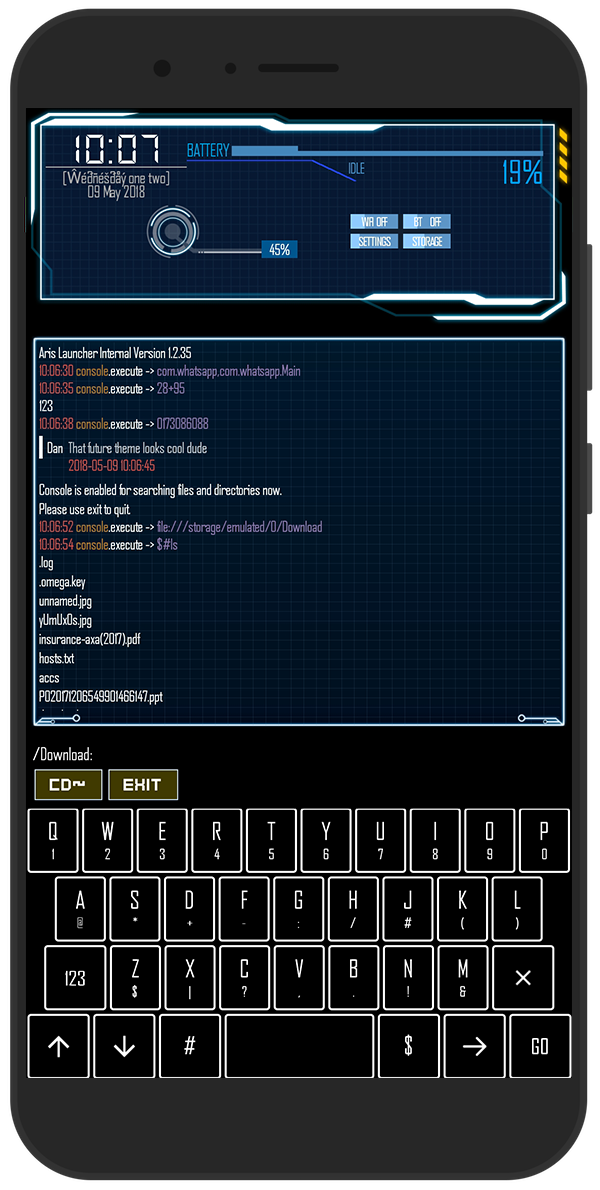 10:07
[Ŵéđñéšđåý one two]
09 May 2018
BATTERY
IDLE
19%
45%
WFI OFF
BT OFF
SETTINGS
STORAGE
Aris Launcher Internal Version 1.2.35
10:06:30 console.execute -> com.whatsapp,com.whatsapp.Main
10:06:35 console.execute -> 28+95
123
10:06:38 console.execute -> 0173086088
Dan That future theme looks cool dude
2018-05-09 10:06:45
Console is enabled for searching files and directories now.
Please use exit to quit.
10:06:52 console.execute -> file:///storage/emulated/0/Download
10:06:54 console.execute -> $#ls
.log
.omega.key
unnamed.jpg
yUmUxOs.jpg
insurance-axa(2017).pdf
hosts.txt
accs
P020171206549901466147.ppt
/Download:
CD~ EXIT
Q W E R T Y U I O P
1 2 3 4 5 6 7 8 9 0
A S D F G H J K L
@ * + - : / # ( )
123 Z X C V B N M ×
$ | ? , . ! &
↑ ↓ # $ → GO